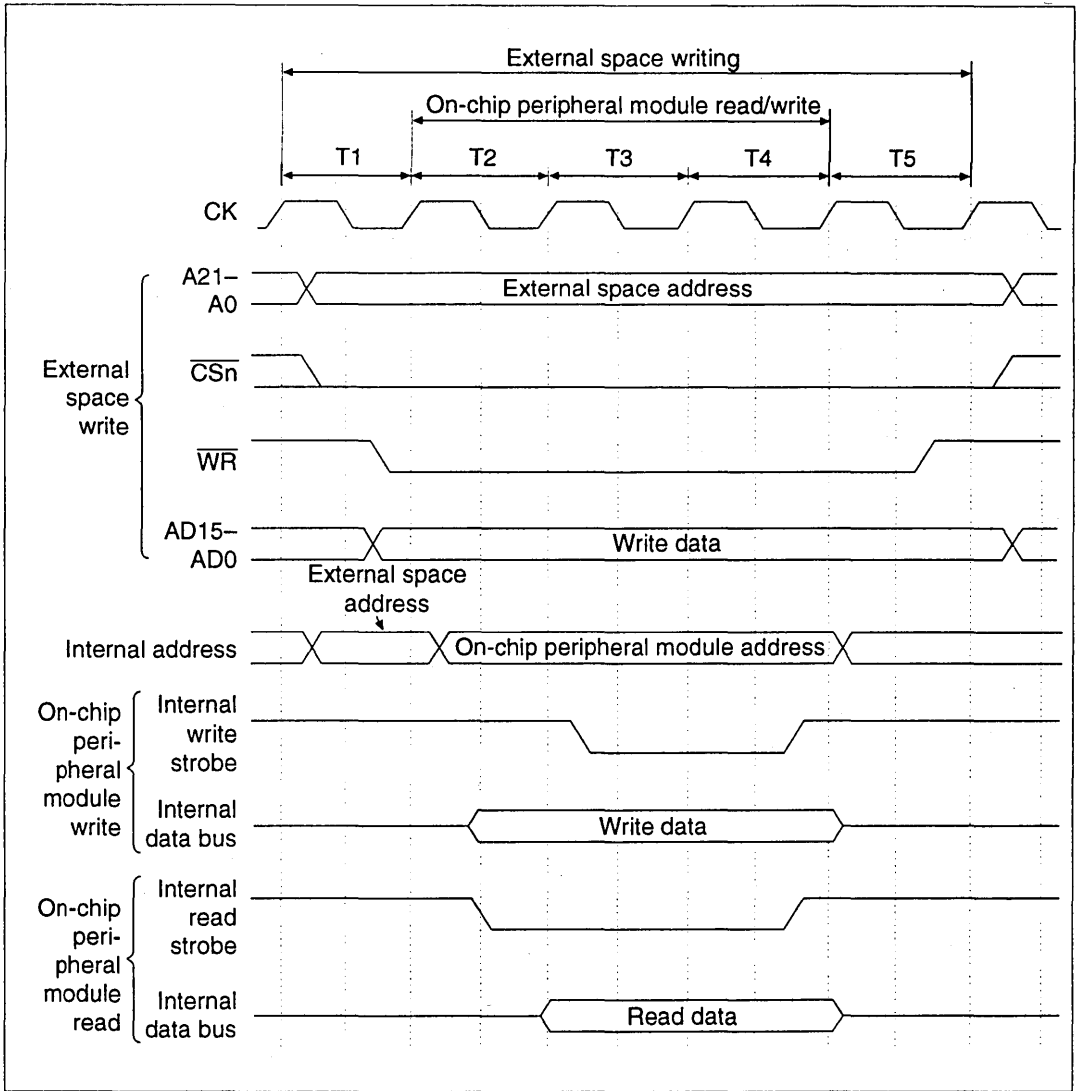 External space writing
On-chip peripheral module read/write
T1 T2 T3 T4 T5
CK
A21–
A0
External space address
External
space
write
CSn
WR
AD15–
AD0
Write data
External space
address
Internal address
On-chip peripheral module address
On-chip
peri-
pheral
module
write
Internal
write
strobe
Internal
data bus
Write data
On-chip
peri-
pheral
module
read
Internal
read
strobe
Internal
data bus
Read data